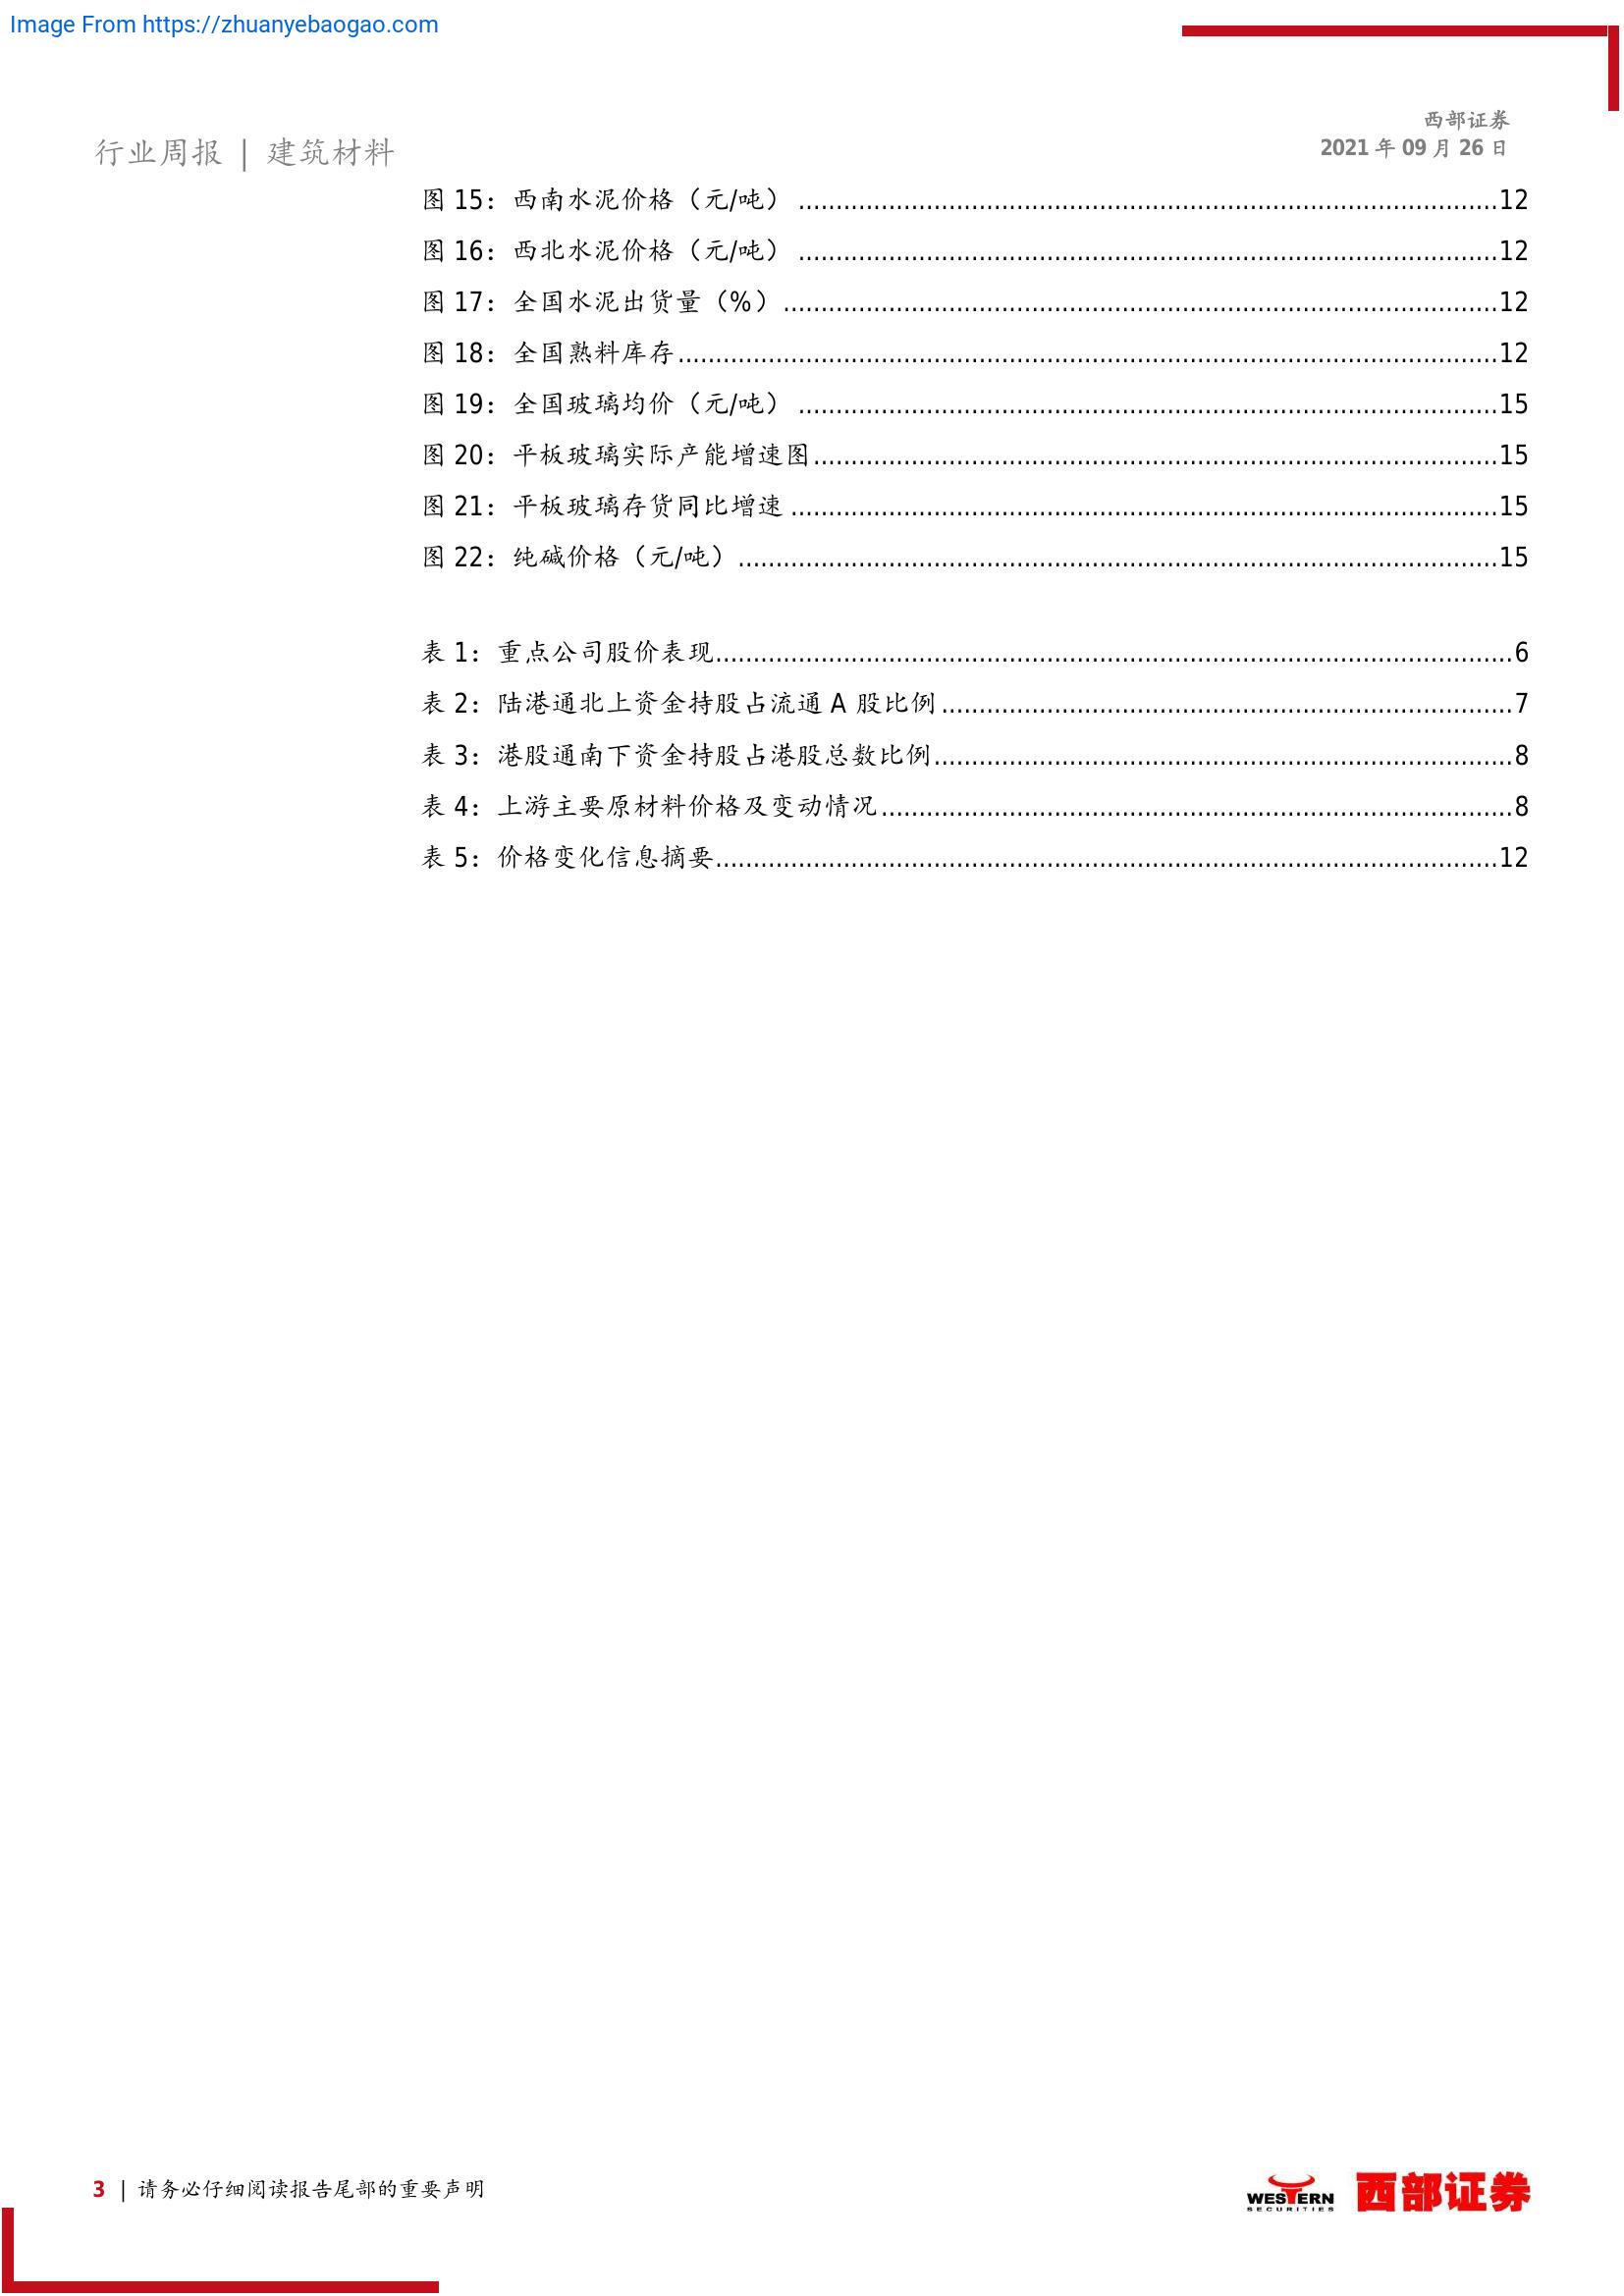 Image From https://zhuanyebaogao.com
西部证券
2021 年 09 月 26 日
行业周报 | 建筑材料
图 15：西南水泥价格（元/吨） ........................................12
图 16：西北水泥价格（元/吨） ........................................12
图 17：全国水泥出货量（%） ........................................12
图 18：全国熟料库存 ........................................12
图 19：全国玻璃均价（元/吨） ........................................15
图 20：平板玻璃实际产能增速图 ........................................15
图 21：平板玻璃存货同比增速 ........................................15
图 22：纯碱价格（元/吨） ........................................15
表 1：重点公司股价表现 ........................................6
表 2：陆港通北上资金持股占流通 A 股比例 ........................................7
表 3：港股通南下资金持股占港股总数比例 ........................................8
表 4：上游主要原材料价格及变动情况 ........................................8
表 5：价格变化信息摘要 ........................................12
3 | 请务必仔细阅读报告尾部的重要声明
WESTERN
SECURITIES
西部证券